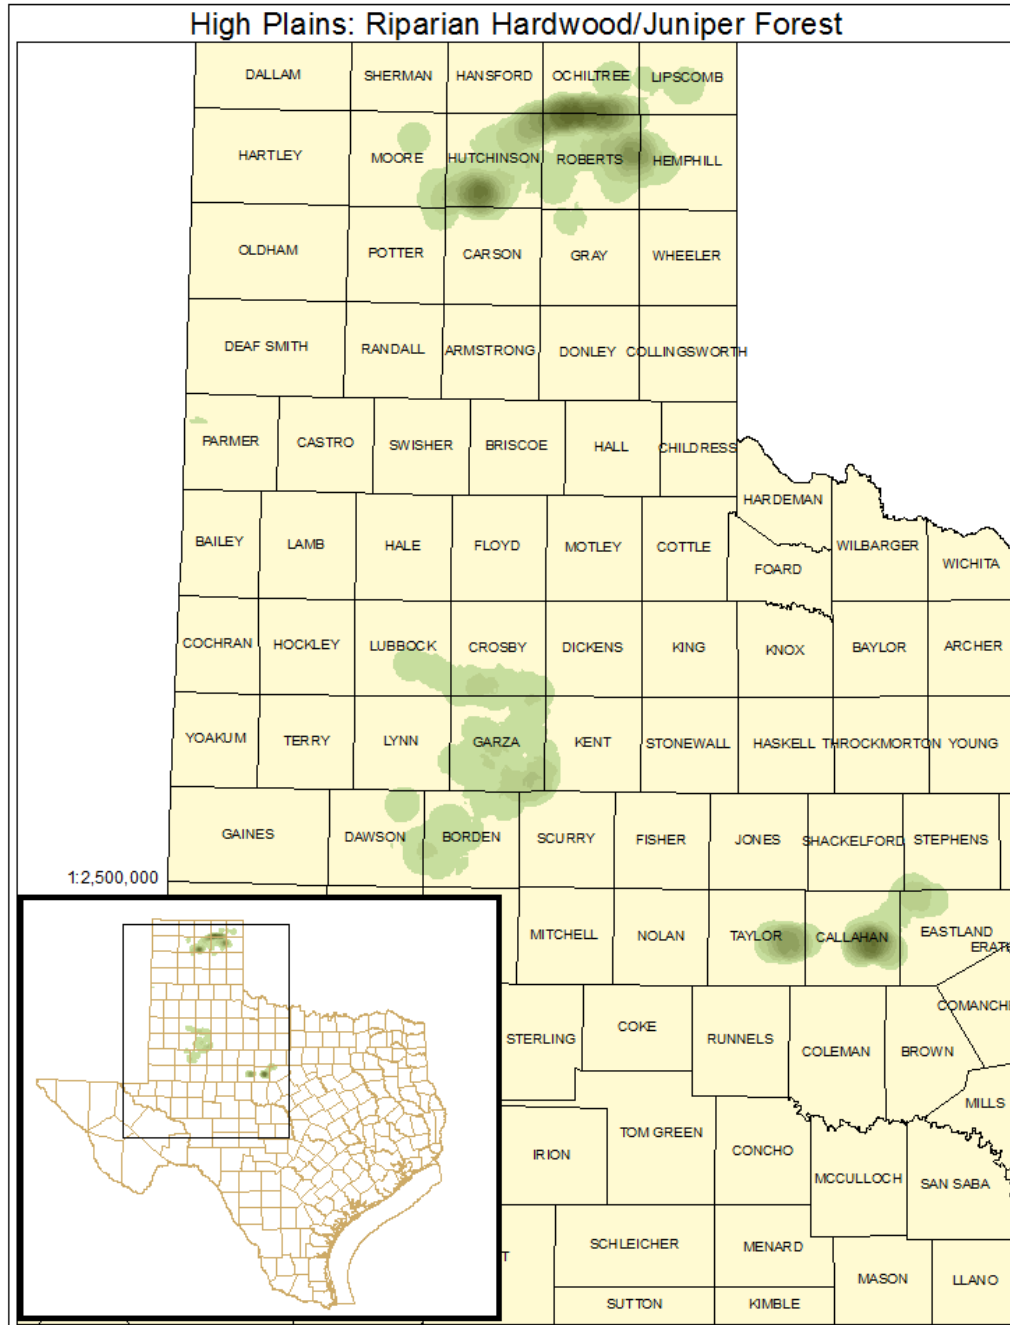 High Plains: Riparian Hardwood/Juniper Forest
DALLAM SHERMAN HANSFORD OCHILTREE LIPSCOMB
HARTLEY MOORE HUTCHINSON ROBERTS HEMPHILL
OLDHAM POTTER CARSON GRAY WHEELER
DEAF SMITH RANDALL ARMSTRONG DONLEY COLLINGSWORTH
PARMER CASTRO SWISHER BRISCOE HALL CHILDRESS
HARDEMAN
BAILEY LAMB HALE FLOYD MOTLEY COTTLE WILBARGER
FOARD WICHITA
COCHRAN HOCKLEY LUBBOCK CROSBY DICKENS KING KNOX BAYLOR ARCHER
YOAKUM TERRY LYNN GARZA KENT STONEWALL HASKELL THROCKMORTON YOUNG
GAINES DAWSON BORDEN SCURRY FISHER JONES SHACKELFORD STEPHENS
1:2,500,000
MITCHELL NOLAN TAYLOR CALLAHAN EASTLAND
ERATH
COMANCHE
STERLING COKE RUNNELS COLEMAN BROWN
MILLS
IRION TOM GREEN CONCHO
MCCULLOCH SAN SABA
T SCHLEICHER MENARD
MASON LLANO
SUTTON KIMBLE